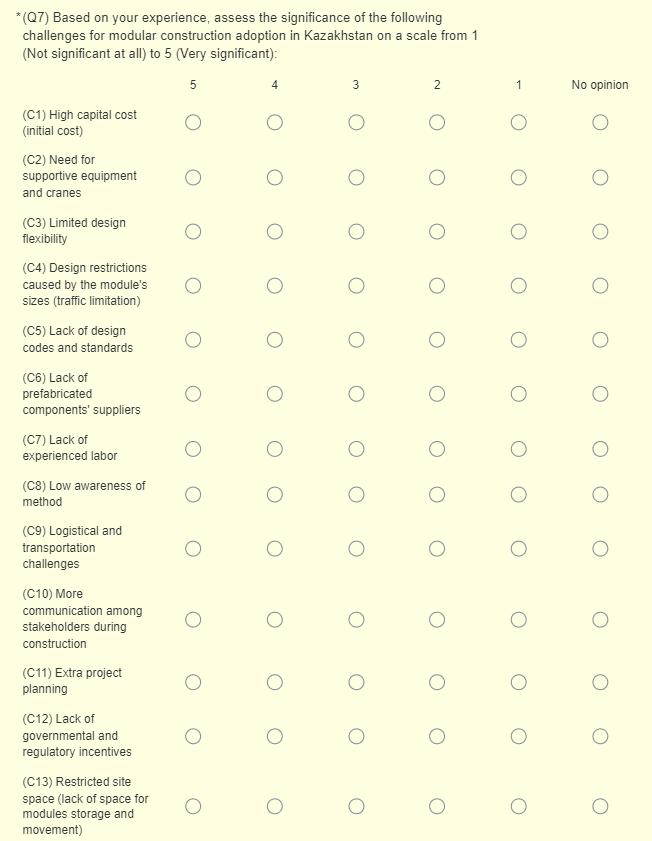 *(Q7) Based on your experience, assess the significance of the following
challenges for modular construction adoption in Kazakhstan on a scale from 1
(Not significant at all) to 5 (Very significant):
5 4 3 2 1 No opinion
(C1) High capital cost
(initial cost)
(C2) Need for
supportive equipment
and cranes
(C3) Limited design
flexibility
(C4) Design restrictions
caused by the module's
sizes (traffic limitation)
(C5) Lack of design
codes and standards
(C6) Lack of
prefabricated
components' suppliers
(C7) Lack of
experienced labor
(C8) Low awareness of
method
(C9) Logistical and
transportation
challenges
(C10) More
communication among
stakeholders during
construction
(C11) Extra project
planning
(C12) Lack of
governmental and
regulatory incentives
(C13) Restricted site
space (lack of space for
modules storage and
movement)